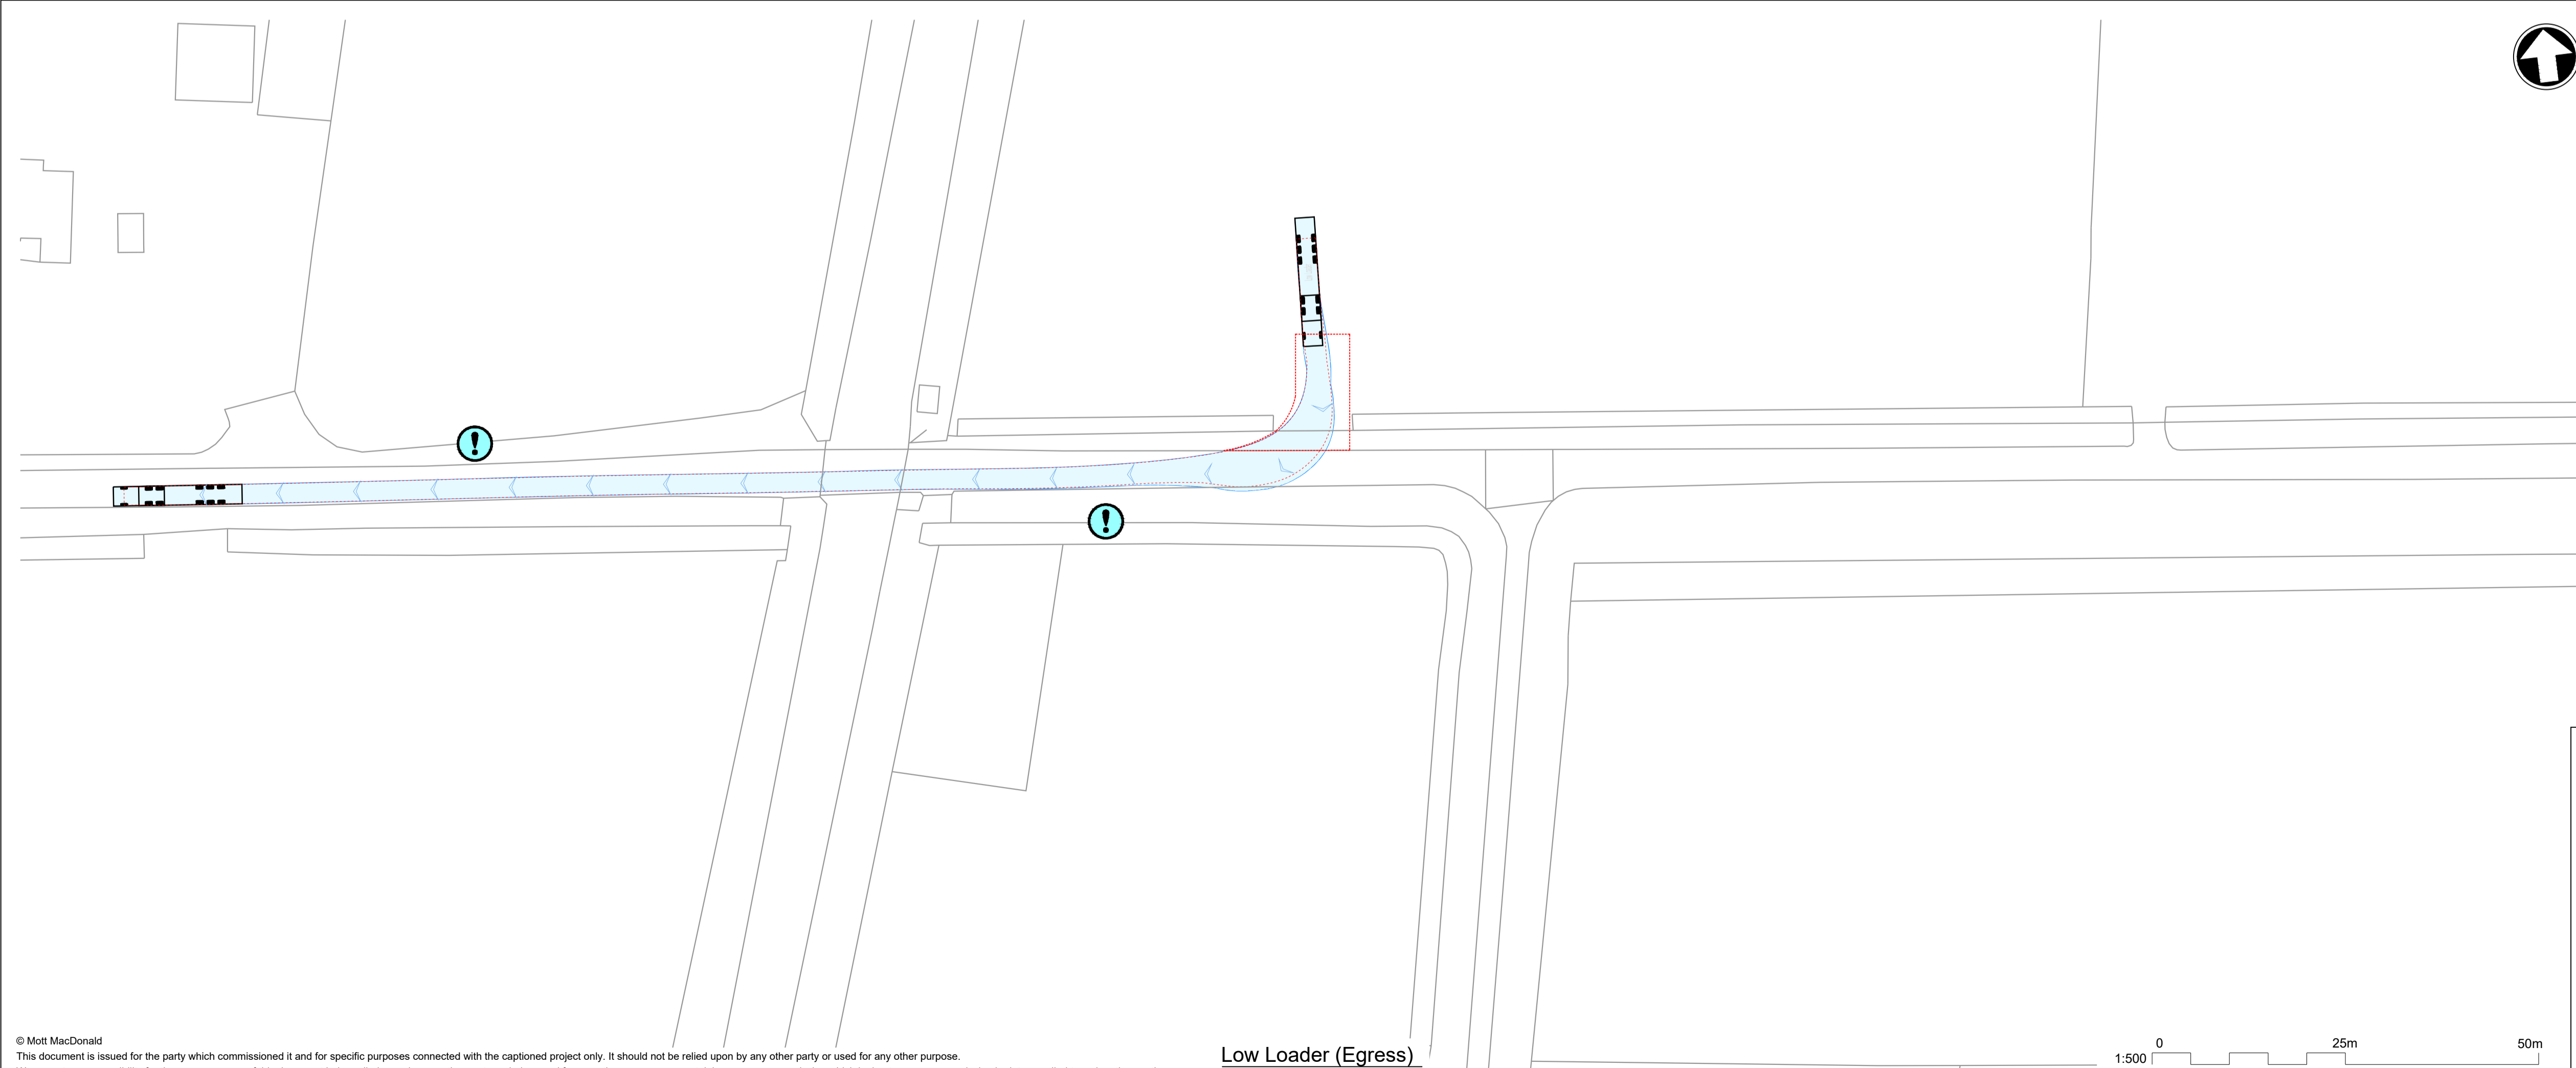 © Mott MacDonald
This document is issued for the party which commissioned it and for specific purposes connected with the captioned project only. It should not be relied upon by any other party or used for any other purpose.
Low Loader (Egress)
1:500
0 25m 50m